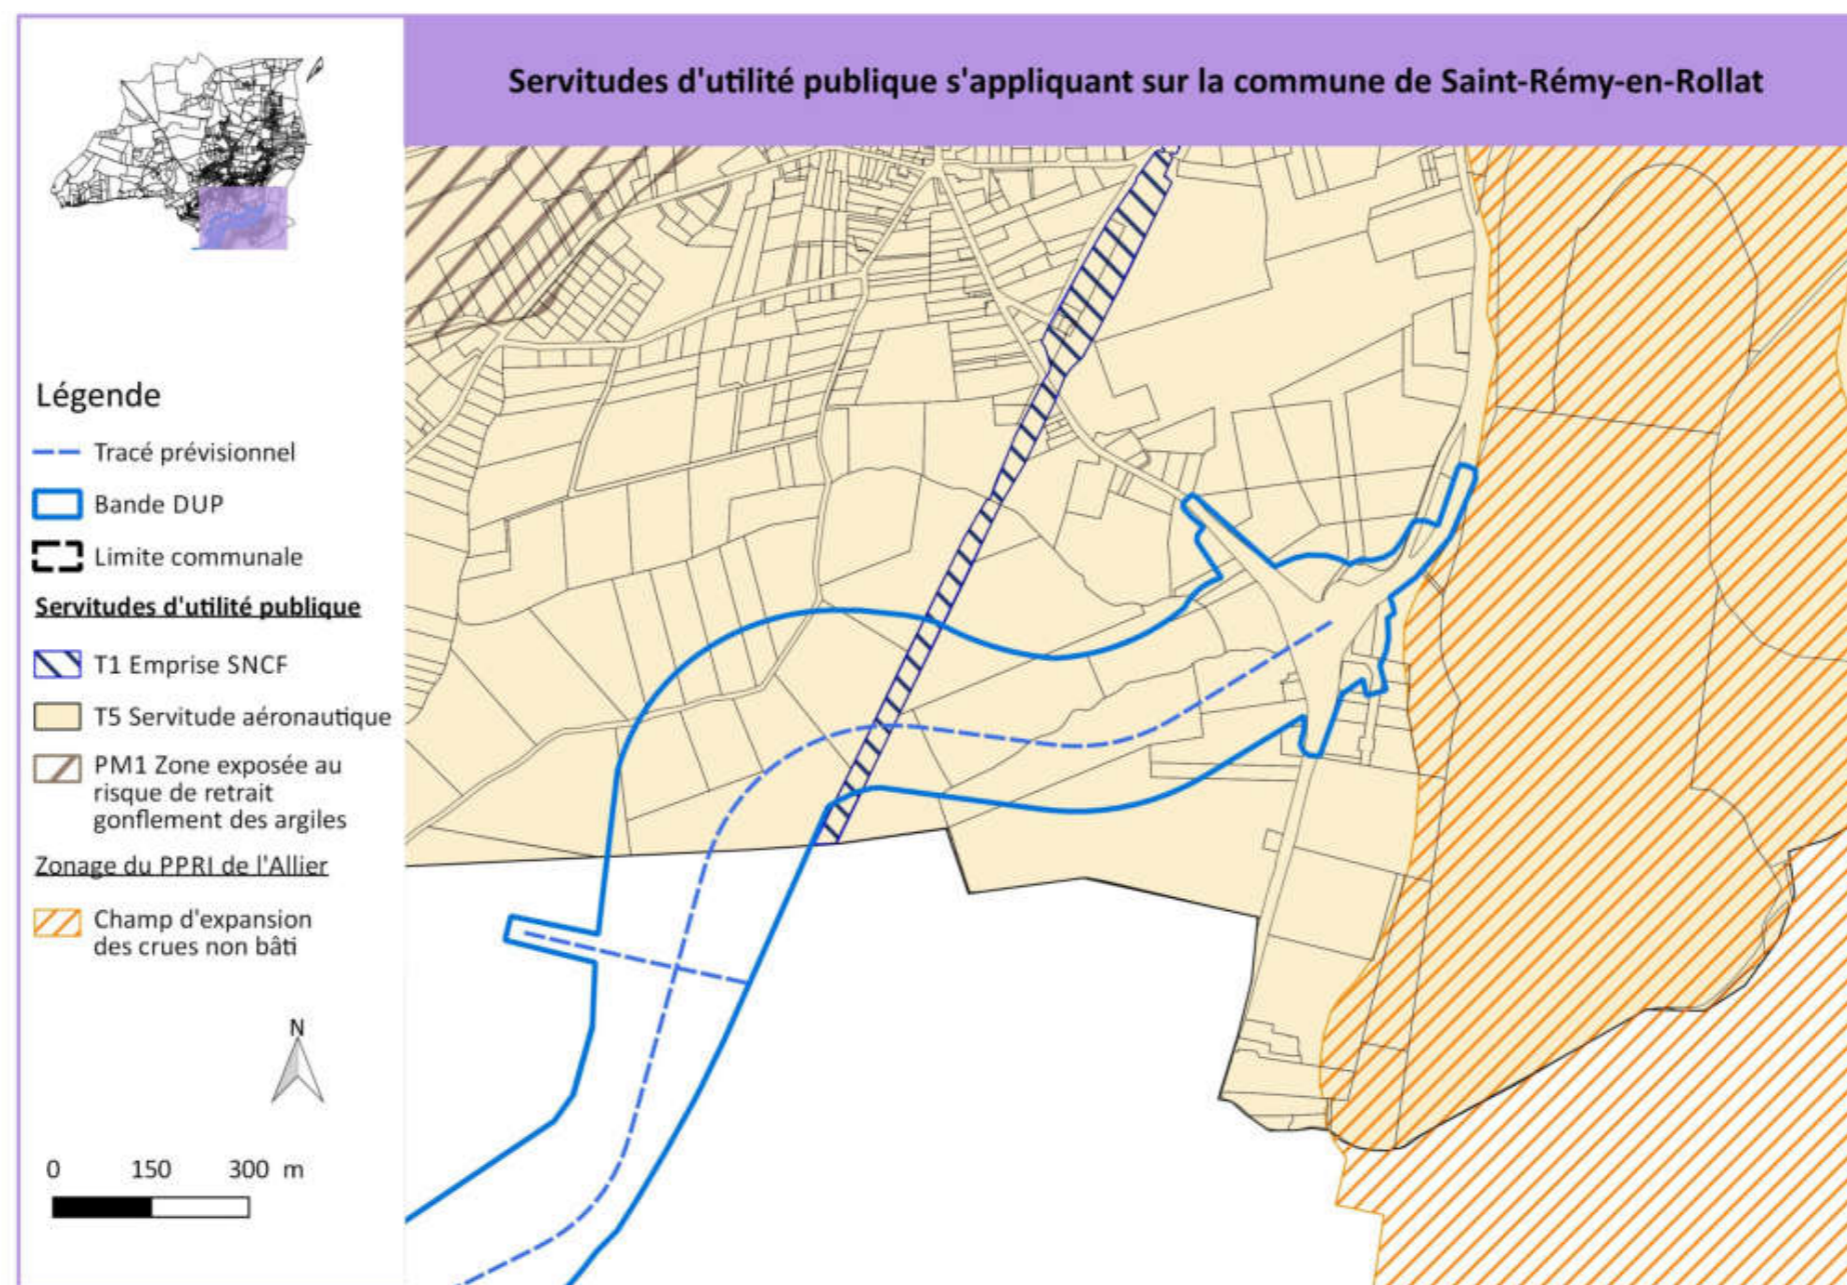 Servitudes d'utilité publique s'appliquant sur la commune de Saint-Rémy-en-Rollat
Légende
Tracé prévisionnel
Bande DUP
Limite communale
Servitudes d'utilité publique
T1 Emprise SNCF
T5 Servitude aéronautique
PM1 Zone exposée au
risque de retrait
gonflement des argiles
Zonage du PPRI de l'Allier
Champ d'expansion
des crues non bâti
N
0 150 300 m